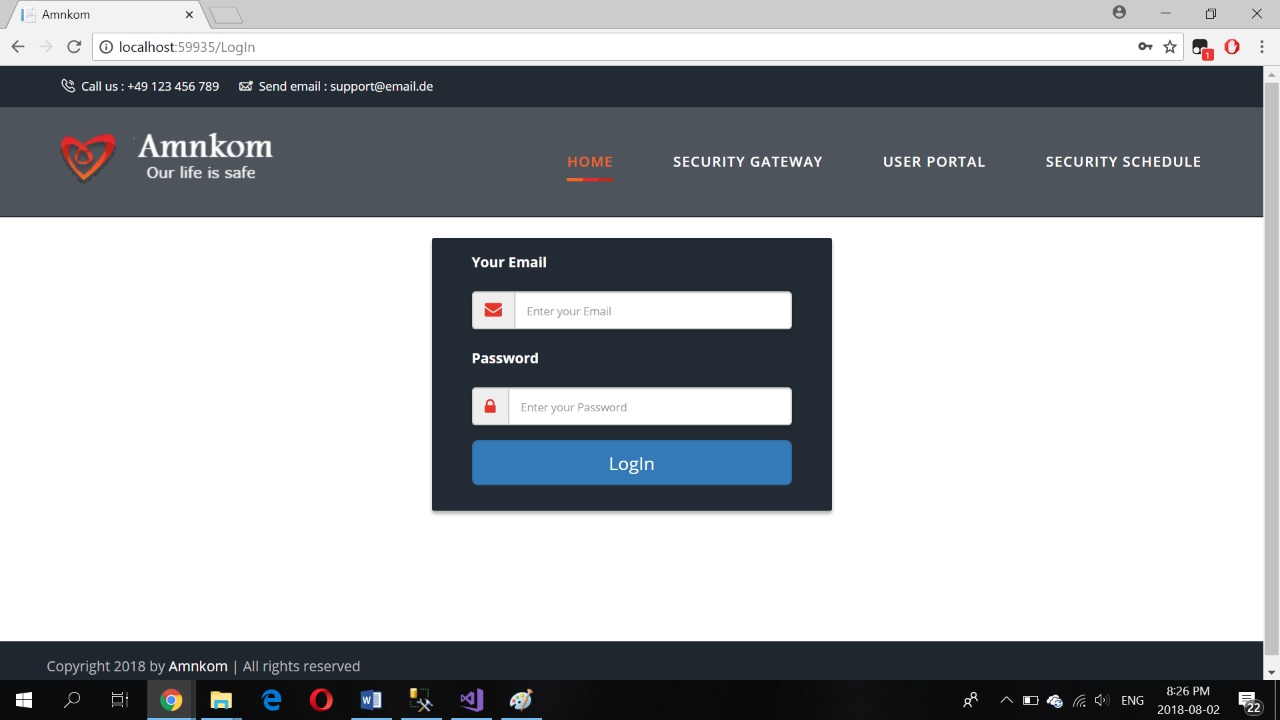 Amnkom
localhost:59935/LogIn
1
Call us : +49 123 456 789 Send email : support@email.de
Amnkom
Our life is safe
HOME SECURITY GATEWAY USER PORTAL SECURITY SCHEDULE
Your Email
Enter your Email
Password
Enter your Password
LogIn
Copyright 2018 by Amnkom | All rights reserved
ENG
8:26 PM
2018-08-02
22